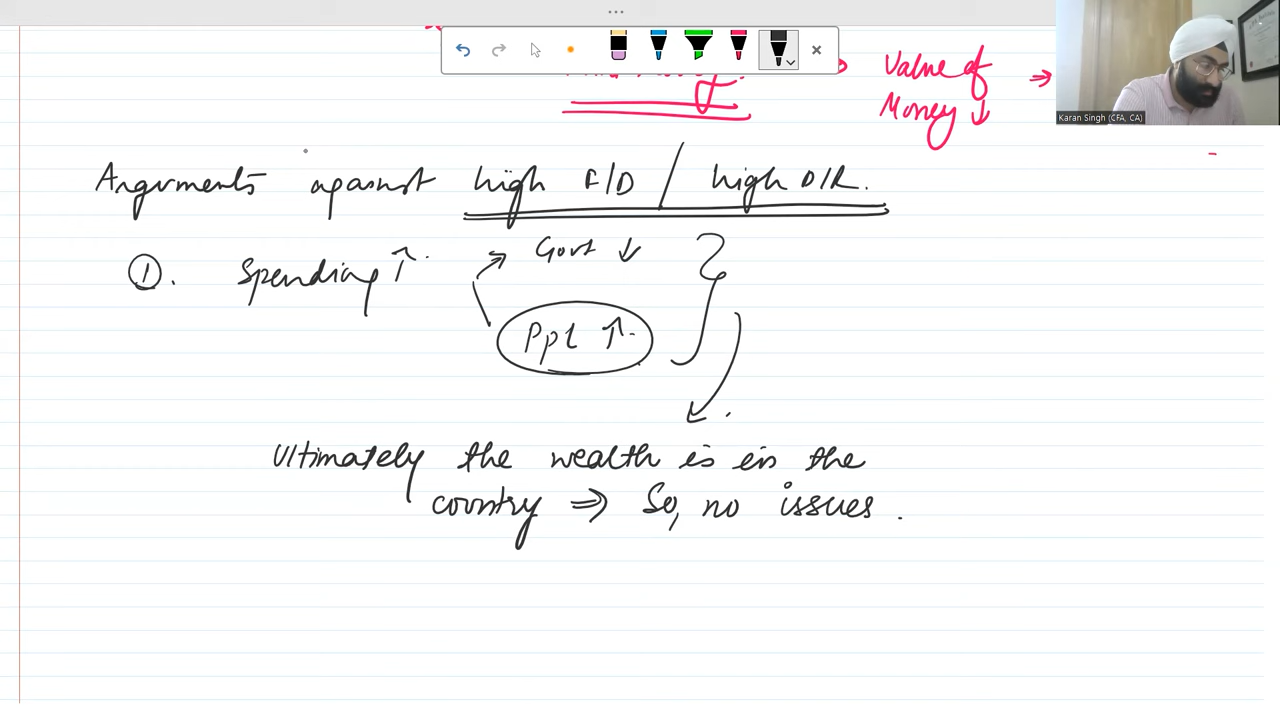 Value of →
Money ↓
Karan Singh (CFA, CA)
Arguments against high F/D / high D/R.
①. Spending ↑. Govt ↓
Ppl ↑.
Ultimately the wealth is in the
country ⇒ So, no issues.